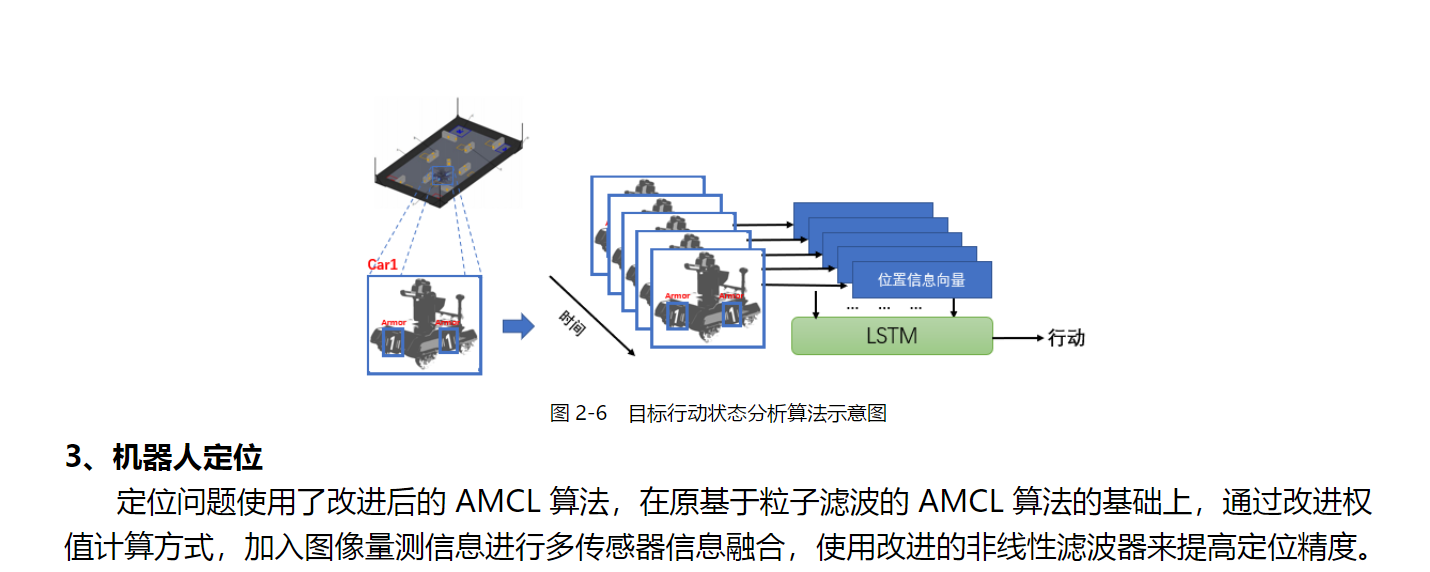 Car1
Armor
Armor
1
1
时间
Armor
Armor
1
1
位置信息向量
... ... ...
LSTM
行动
图 2-6 目标行动状态分析算法示意图
3、机器人定位
定位问题使用了改进后的 AMCL 算法，在原基于粒子滤波的 AMCL 算法的基础上，通过改进权
值计算方式，加入图像量测信息进行多传感器信息融合，使用改进的非线性滤波器来提高定位精度。